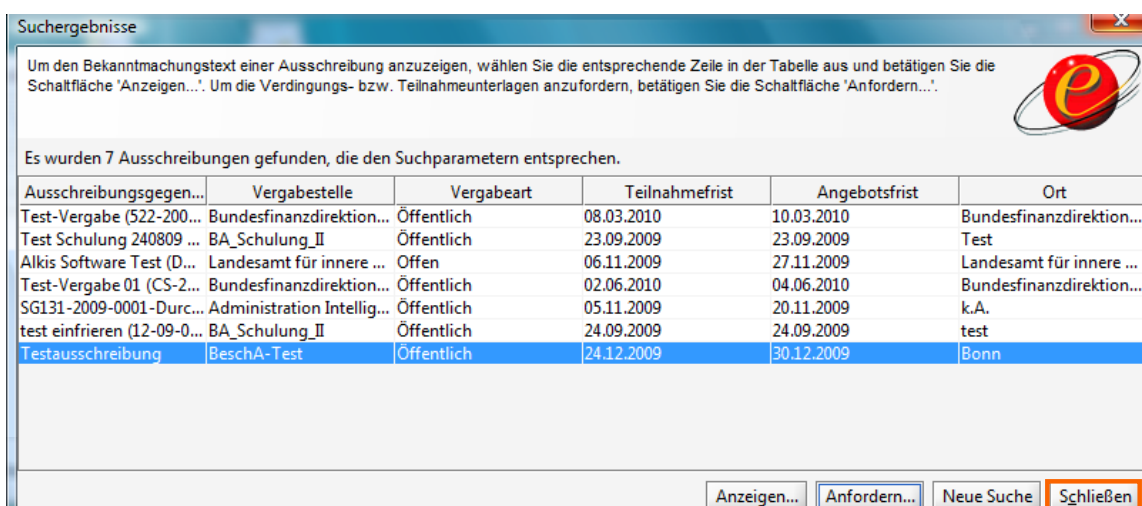 Suchergebnisse
Um den Bekanntmachungstext einer Ausschreibung anzuzeigen, wählen Sie die entsprechende Zeile in der Tabelle aus und betätigen Sie die
Schaltfläche 'Anzeigen...'. Um die Verdingungs- bzw. Teilnahmeunterlagen anzufordern, betätigen Sie die Schaltfläche 'Anfordern...'.
e
Es wurden 7 Ausschreibungen gefunden, die den Suchparametern entsprechen.
Ausschreibungsgegen... Vergabestelle Vergabeart Teilnahmefrist Angebotsfrist Ort
Test-Vergabe (522-200... Bundesfinanzdirektion... Öffentlich 08.03.2010 10.03.2010 Bundesfinanzdirektion...
Test Schulung 240809 ... BA_Schulung_II Öffentlich 23.09.2009 23.09.2009 Test
Alkis Software Test (D... Landesamt für innere ... Offen 06.11.2009 27.11.2009 Landesamt für innere ...
Test-Vergabe 01 (CS-2... Bundesfinanzdirektion... Öffentlich 02.06.2010 04.06.2010 Bundesfinanzdirektion...
SG131-2009-0001-Durc... Administration Intellig... Öffentlich 05.11.2009 20.11.2009 k.A.
test einfrieren (12-09-0... BA_Schulung_II Öffentlich 24.09.2009 24.09.2009 test
Testausschreibung BeschA-Test Öffentlich 24.12.2009 30.12.2009 Bonn
Anzeigen... Anfordern... Neue Suche Schließen